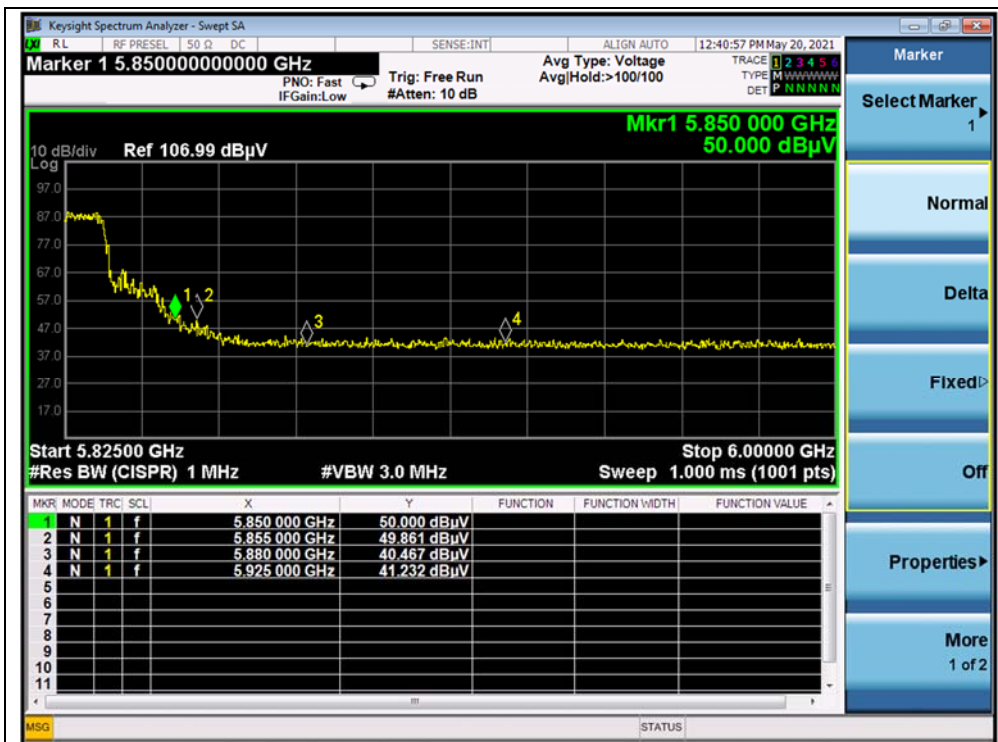 Keysight Spectrum Analyzer - Swept SA
LXI RL RF PRESEL 50 Ω DC SENSE:INT ALIGN AUTO 12:40:57 PM May 20, 2021
Marker 1 5.850000000000 GHz
PNO: Fast
IFGain:Low
Trig: Free Run
#Atten: 10 dB
Avg Type: Voltage
Avg|Hold:>100/100
TRACE 1 2 3 4 5 6
TYPE M WWWWW
DET P N N N N N
Mkr1 5.850 000 GHz
50.000 dBµV
10 dB/div Ref 106.99 dBµV
Log
97.0
87.0
77.0
67.0
57.0
47.0
37.0
27.0
17.0
1 2
3
4
Start 5.82500 GHz Stop 6.00000 GHz
#Res BW (CISPR) 1 MHz #VBW 3.0 MHz Sweep 1.000 ms (1001 pts)
MKR MODE TRC SCL X Y FUNCTION FUNCTION WIDTH FUNCTION VALUE
1 N 1 f 5.850 000 GHz 50.000 dBµV
2 N 1 f 5.855 000 GHz 49.861 dBµV
3 N 1 f 5.880 000 GHz 40.467 dBµV
4 N 1 f 5.925 000 GHz 41.232 dBµV
5
6
7
8
9
10
11
MSG STATUS
Marker
Select Marker
1
Normal
Delta
Fixed
Off
Properties
More
1 of 2